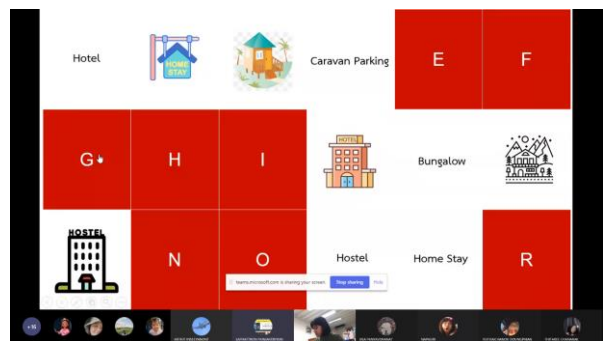 Hotel
HOME
STAY
Caravan Parking
E
F
G
H
I
HOTEL
Bungalow
HOSTEL
N
O
Hostel
Home Stay
R
teams.microsoft.com is sharing your screen.
Stop sharing
Hide
+16